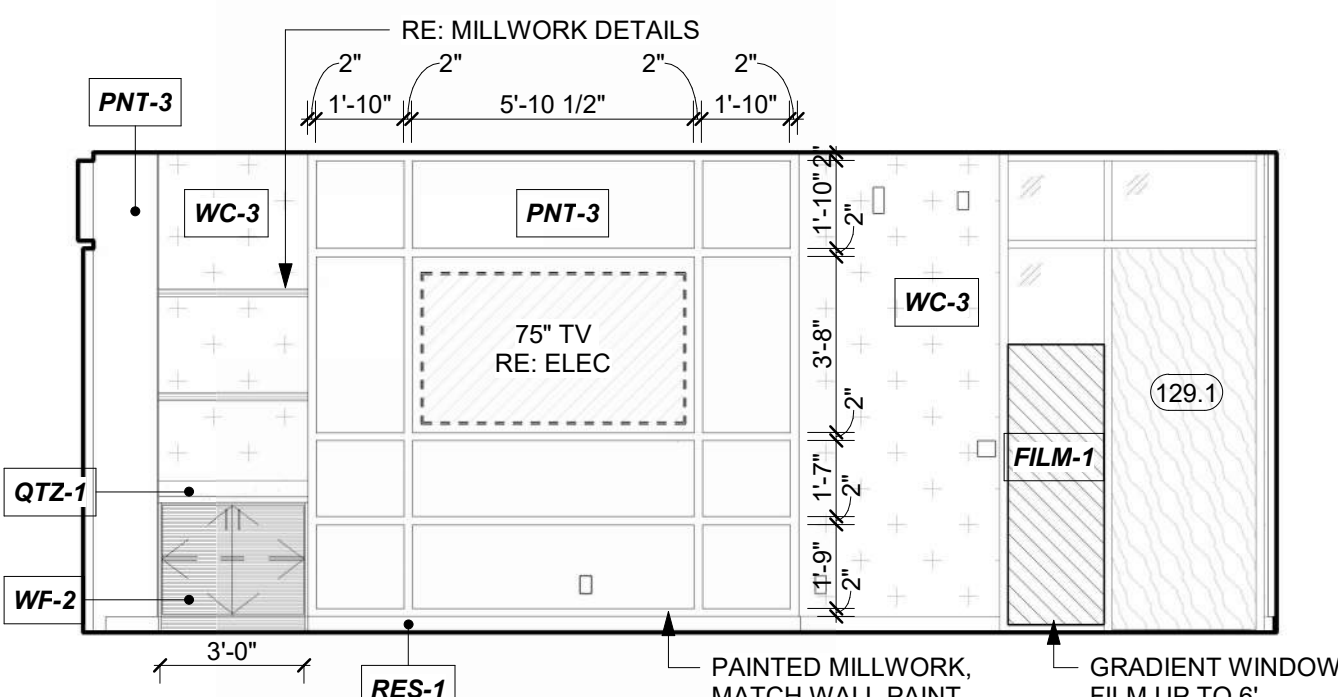 RE: MILLWORK DETAILS
2" 2" 2" 2"
1'-10" 5'-10 1/2" 1'-10"
PNT-3
WC-3
PNT-3
2"
1'-10"
2"
WC-3
75" TV
RE: ELEC
3'-8"
2"
129.1
FILM-1
QTZ-1
1'-7"
2"
WF-2
1'-9"
2"
3'-0"
RES-1
PAINTED MILLWORK,
MATCH WALL PAINT
GRADIENT WINDOW
FILM UP TO 6'